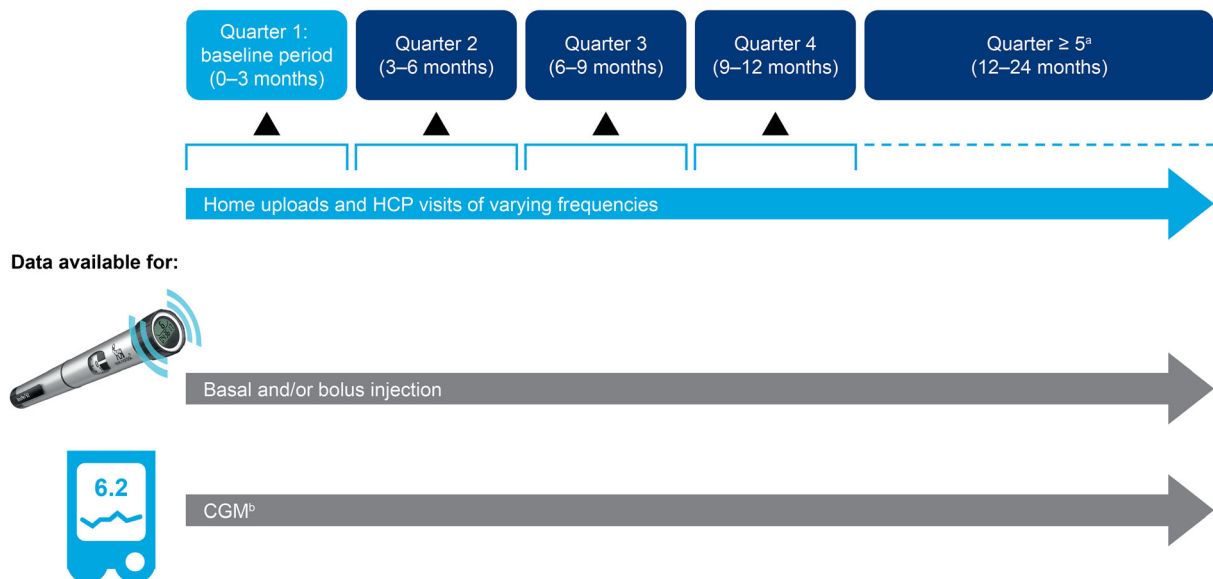 Quarter 1:
baseline period
(0–3 months)
Quarter 2
(3–6 months)
Quarter 3
(6–9 months)
Quarter 4
(9–12 months)
Quarter ≥ 5ᵃ
(12–24 months)
Home uploads and HCP visits of varying frequencies
Data available for:
Basal and/or bolus injection
6.2
CGMᵇ